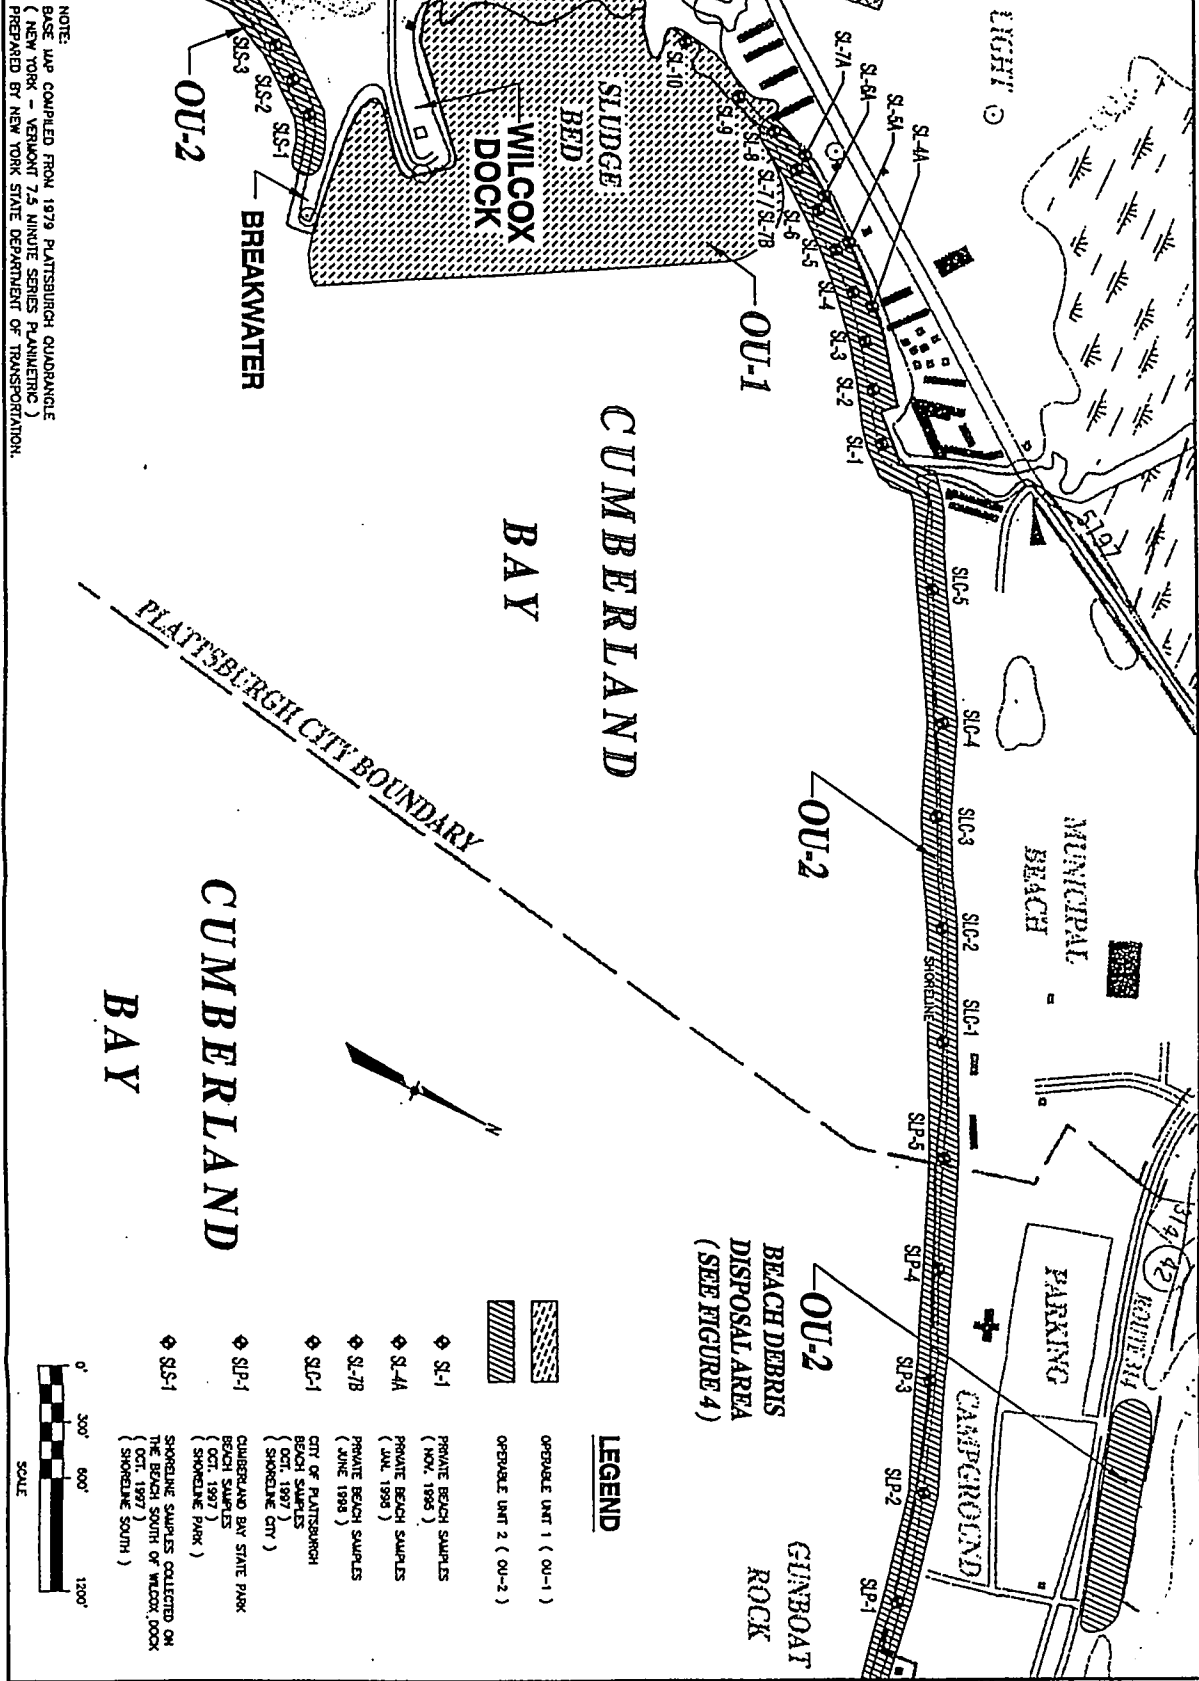 LIGHT
SL-7A
SL-6A
SL-5A
SL-4A
SL-10
SL-9
SL-8
SL-7/SL-7B
SL-6
SL-5
SL-4
SL-3
SL-2
SL-1
5197
SLUDGE
BED
WILCOX
DOCK
OU-1
SLS-3
SLS-2
SLS-1
OU-2
BREAKWATER
CUMBERLAND
BAY
SLC-5
SLC-4
SLC-3
SLC-2
SLC-1
SHORELINE
OU-2
MUNICIPAL
BEACH
PLATTSBURGH CITY BOUNDARY
CUMBERLAND
BAY
N
SLP-5
SLP-4
SLP-3
SLP-2
SLP-1
314
42
ROUTE 314
PARKING
CAMPGROUND
OU-2
BEACH DEBRIS
DISPOSAL AREA
( SEE FIGURE 4 )
GUNBOAT
ROCK
LEGEND
OPERABLE UNIT 1 ( OU-1 )
OPERABLE UNIT 2 ( OU-2 )
SL-1 PRIVATE BEACH SAMPLES
( NOV. 1995 )
SL-4A PRIVATE BEACH SAMPLES
( JAN. 1998 )
SL-7B PRIVATE BEACH SAMPLES
( JUNE 1998 )
SLC-1 CITY OF PLATTSBURGH
BEACH SAMPLES
( OCT. 1997 )
( SHORELINE CITY )
SLP-1 CUMBERLAND BAY STATE PARK
BEACH SAMPLES
( OCT. 1997 )
( SHORELINE PARK )
SLS-1 SHORELINE SAMPLES COLLECTED ON
THE BEACH SOUTH OF WILCOX DOCK
( OCT. 1997 )
( SHORELINE SOUTH )
0' 300' 600' 1200'
SCALE
NOTE:
BASE MAP COMPILED FROM 1979 PLATTSBURGH QUADRANGLE
( NEW YORK - VERMONT 7.5 MINUTE SERIES PLANIMETRIC )
PREPARED BY NEW YORK STATE DEPARTMENT OF TRANSPORTATION.